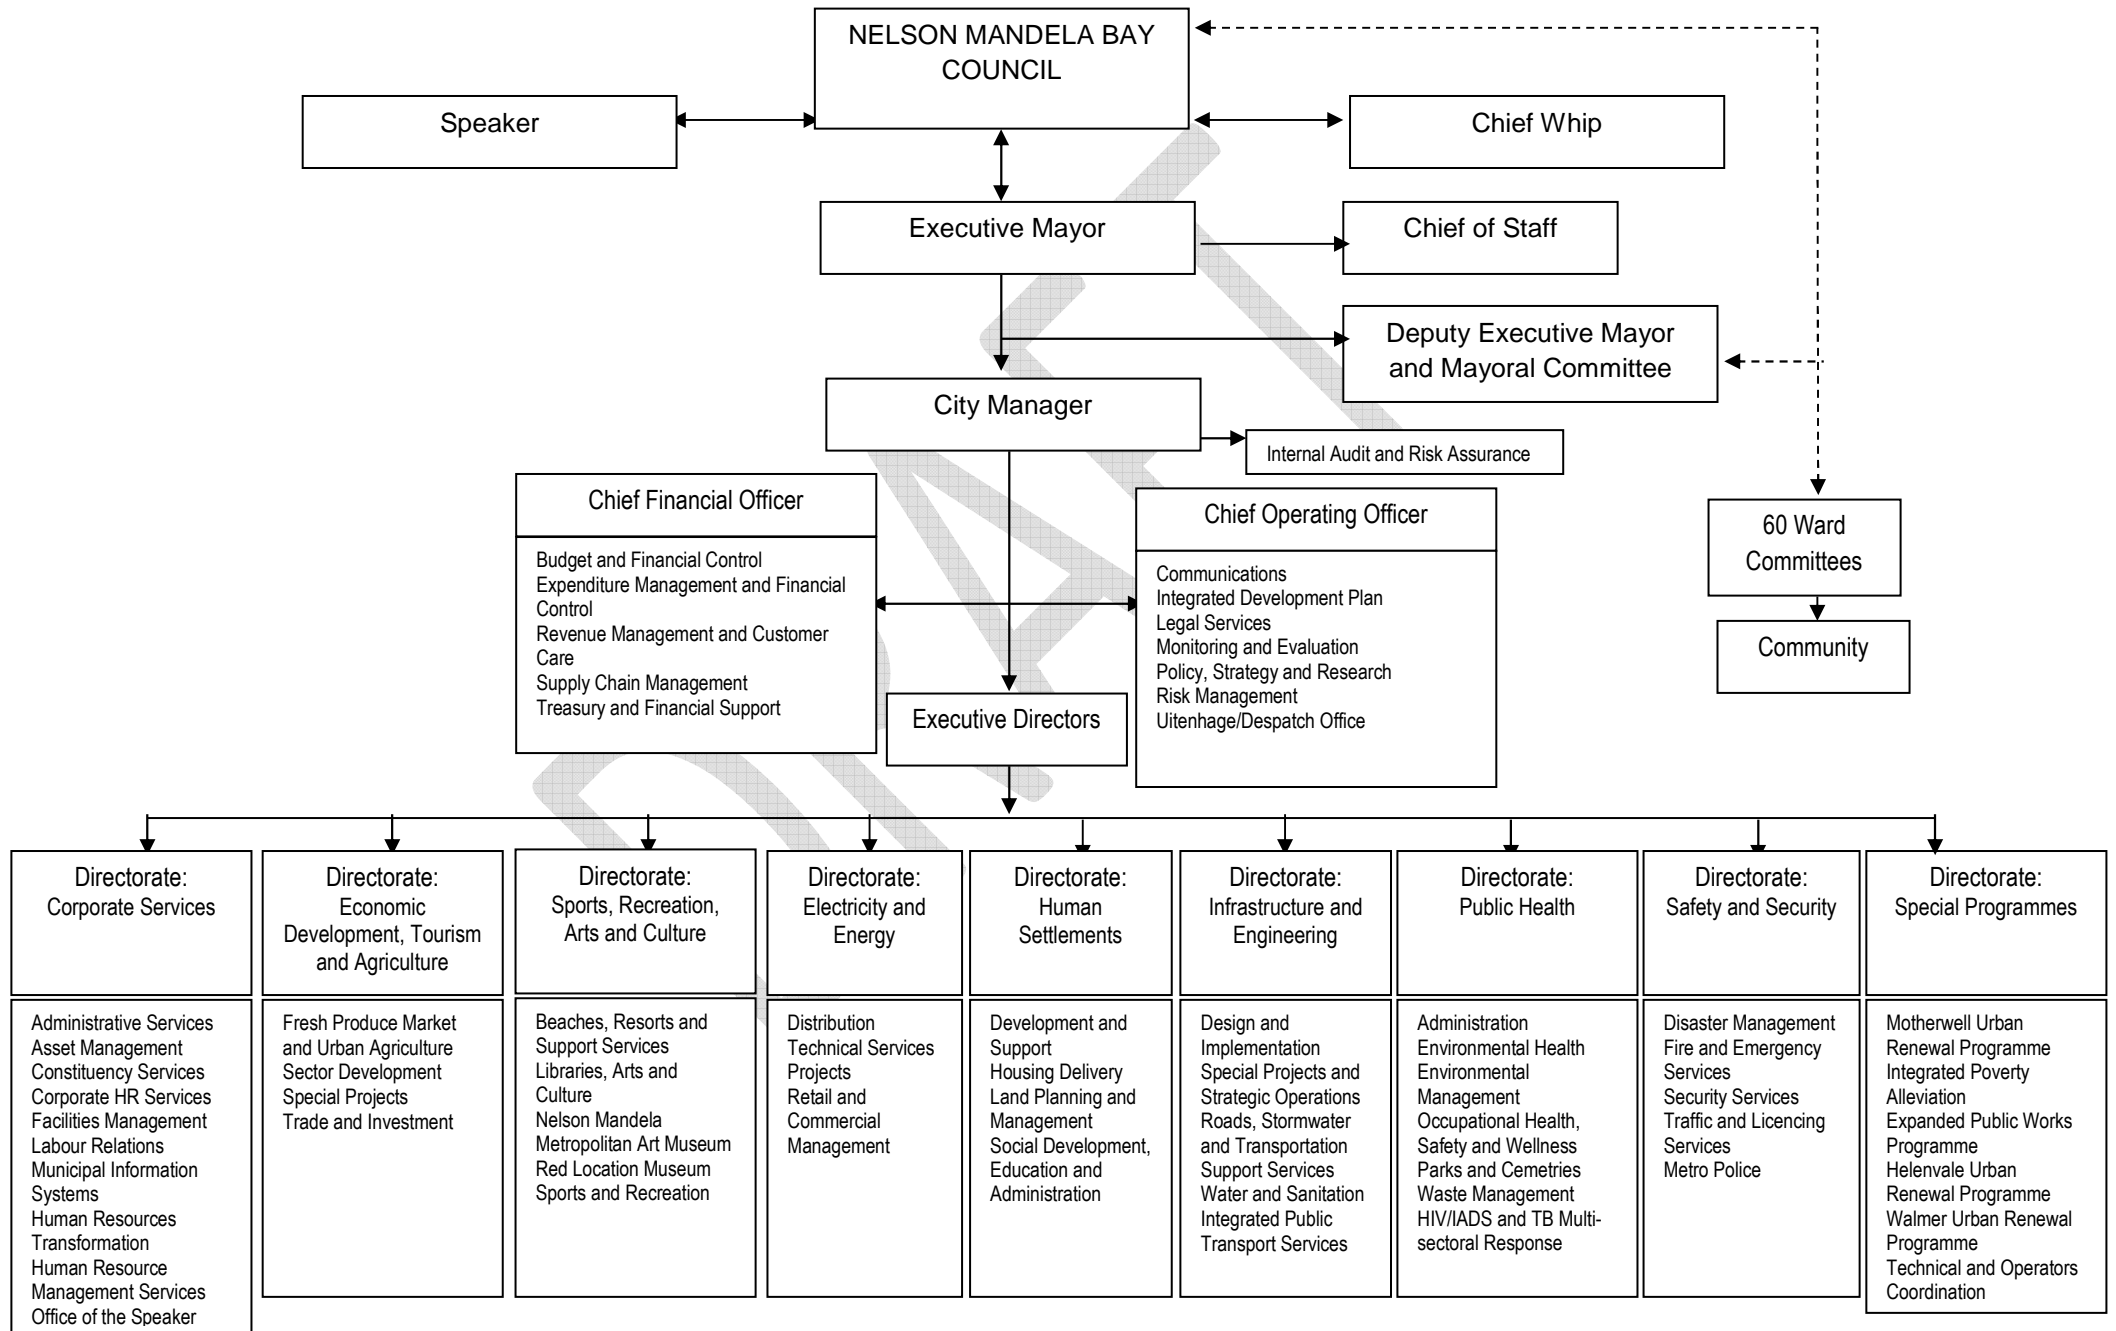 NELSON MANDELA BAY
COUNCIL
Speaker
Chief Whip
Executive Mayor
Chief of Staff
Deputy Executive Mayor
and Mayoral Committee
City Manager
Internal Audit and Risk Assurance
Chief Financial Officer
Budget and Financial Control
Expenditure Management and Financial
Control
Revenue Management and Customer
Care
Supply Chain Management
Treasury and Financial Support
Chief Operating Officer
Communications
Integrated Development Plan
Legal Services
Monitoring and Evaluation
Policy, Strategy and Research
Risk Management
Uitenhage/Despatch Office
60 Ward
Committees
Community
Executive Directors
Directorate:
Corporate Services
Administrative Services
Asset Management
Constituency Services
Corporate HR Services
Facilities Management
Labour Relations
Municipal Information
Systems
Human Resources
Transformation
Human Resource
Management Services
Office of the Speaker
Directorate:
Economic
Development, Tourism
and Agriculture
Fresh Produce Market
and Urban Agriculture
Sector Development
Special Projects
Trade and Investment
Directorate:
Sports, Recreation,
Arts and Culture
Beaches, Resorts and
Support Services
Libraries, Arts and
Culture
Nelson Mandela
Metropolitan Art Museum
Red Location Museum
Sports and Recreation
Directorate:
Electricity and
Energy
Distribution
Technical Services
Projects
Retail and
Commercial
Management
Directorate:
Human
Settlements
Development and
Support
Housing Delivery
Land Planning and
Management
Social Development,
Education and
Administration
Directorate:
Infrastructure and
Engineering
Design and
Implementation
Special Projects and
Strategic Operations
Roads, Stormwater
and Transportation
Support Services
Water and Sanitation
Integrated Public
Transport Services
Directorate:
Public Health
Administration
Environmental Health
Environmental
Management
Occupational Health,
Safety and Wellness
Parks and Cemetries
Waste Management
HIV/IADS and TB Multi-
sectoral Response
Directorate:
Safety and Security
Disaster Management
Fire and Emergency
Services
Security Services
Traffic and Licencing
Services
Metro Police
Directorate:
Special Programmes
Motherwell Urban
Renewal Programme
Integrated Poverty
Alleviation
Expanded Public Works
Programme
Helenvale Urban
Renewal Programme
Walmer Urban Renewal
Programme
Technical and Operators
Coordination
DRAFT